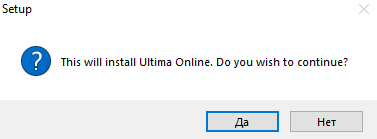 Setup
This will install Ultima Online. Do you wish to continue?
Да
Нет